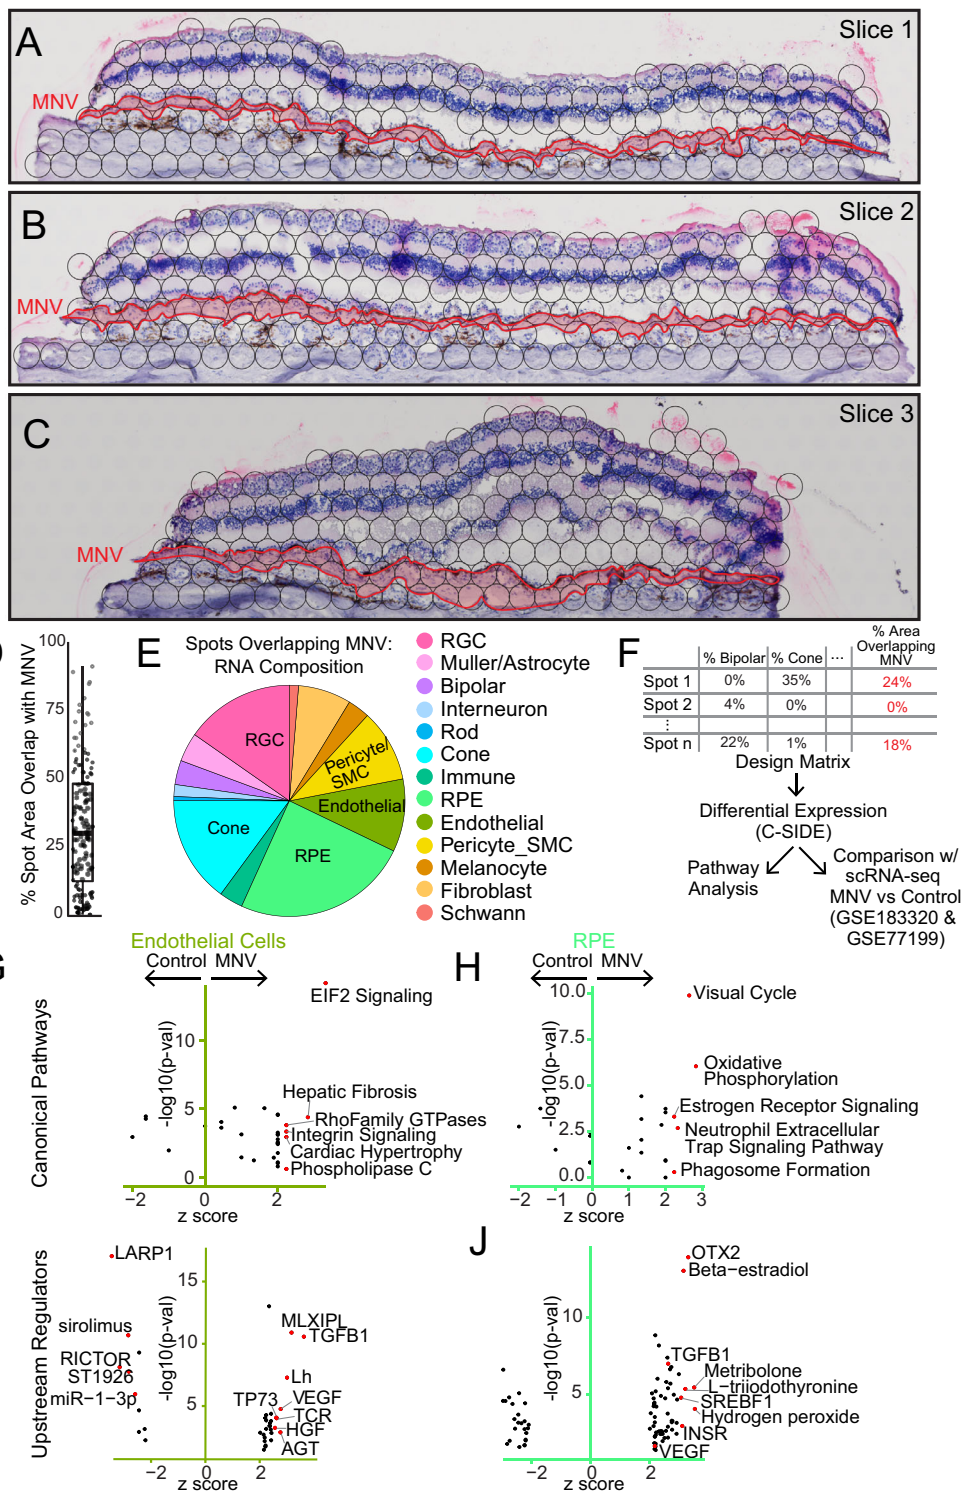 A
Slice 1
MNV
B
Slice 2
MNV
C
Slice 3
MNV
% Spot Area Overlap with MNV
100
75
50
25
0
E
Spots Overlapping MNV:
RNA Composition
RGC
Pericyte/
SMC
Endothelial
Cone
RPE
RGC
Muller/Astrocyte
Bipolar
Interneuron
Rod
Cone
Immune
RPE
Endothelial
Pericyte_SMC
Melanocyte
Fibroblast
Schwann
F
% Bipolar % Cone ... % Area Overlapping MNV
Spot 1 0% 35% 24%
Spot 2 4% 0% 0%
⋮
Spot n 22% 1% 18%
Design Matrix
Differential Expression
(C-SIDE)
Pathway
Analysis
Comparison w/
scRNA-seq
MNV vs Control
(GSE183320 &
GSE77199)
Canonical Pathways
Endothelial Cells
Control MNV
-log10(p-val)
10
5
0
EIF2 Signaling
Hepatic Fibrosis
RhoFamily GTPases
Integrin Signaling
Cardiac Hypertrophy
Phospholipase C
−2 0 2
z score
H
RPE
Control MNV
-log10(p-val)
10.0
7.5
5.0
2.5
0.0
Visual Cycle
Oxidative
Phosphorylation
Estrogen Receptor Signaling
Neutrophil Extracellular
Trap Signaling Pathway
Phagosome Formation
−2 −1 0 1 2 3
z score
Upstream Regulators
-log10(p-val)
15
10
5
LARP1
sirolimus
RICTOR
ST1926
miR−1−3p
MLXIPL
TGFB1
Lh
TP73
VEGF
TCR
HGF
AGT
−2 0 2
z score
J
-log10(p-val)
10
5
OTX2
Beta−estradiol
TGFB1
Metribolone
L−triiodothyronine
SREBF1
Hydrogen peroxide
INSR
VEGF
−2 0 2
z score